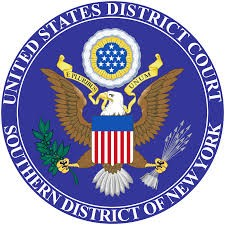 UNITED STATES DISTRICT COURT
E PLURIBUS UNUM
SOUTHERN DISTRICT OF NEW YORK